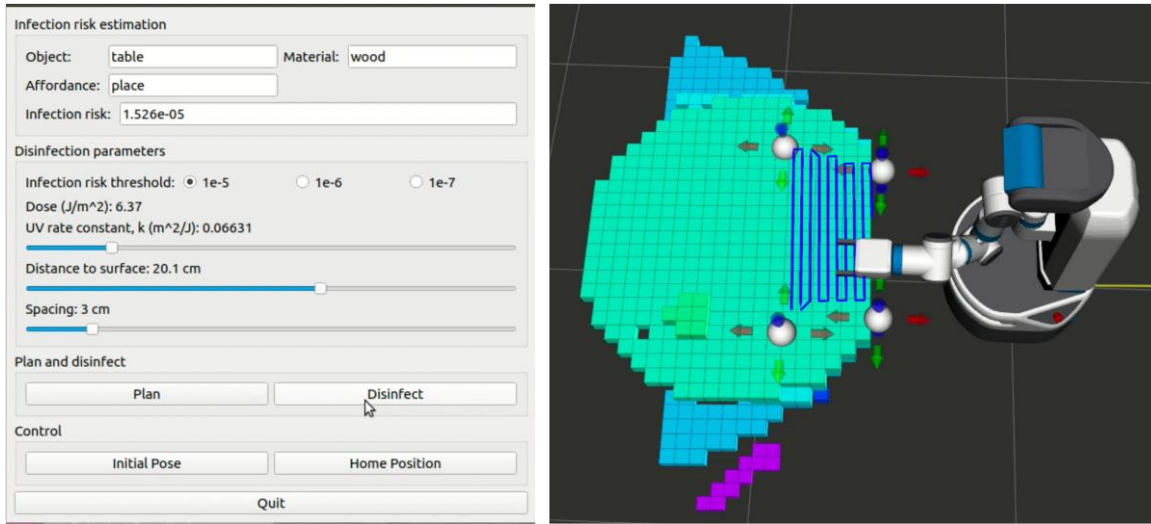 Infection risk estimation
Object: table Material: wood
Affordance: place
Infection risk: 1.526e-05
Disinfection parameters
Infection risk threshold: 1e-5 1e-6 1e-7
Dose (J/m^2): 6.37
UV rate constant, k (m^2/J): 0.06631
Distance to surface: 20.1 cm
Spacing: 3 cm
Plan and disinfect
Plan Disinfect
Control
Initial Pose Home Position
Quit